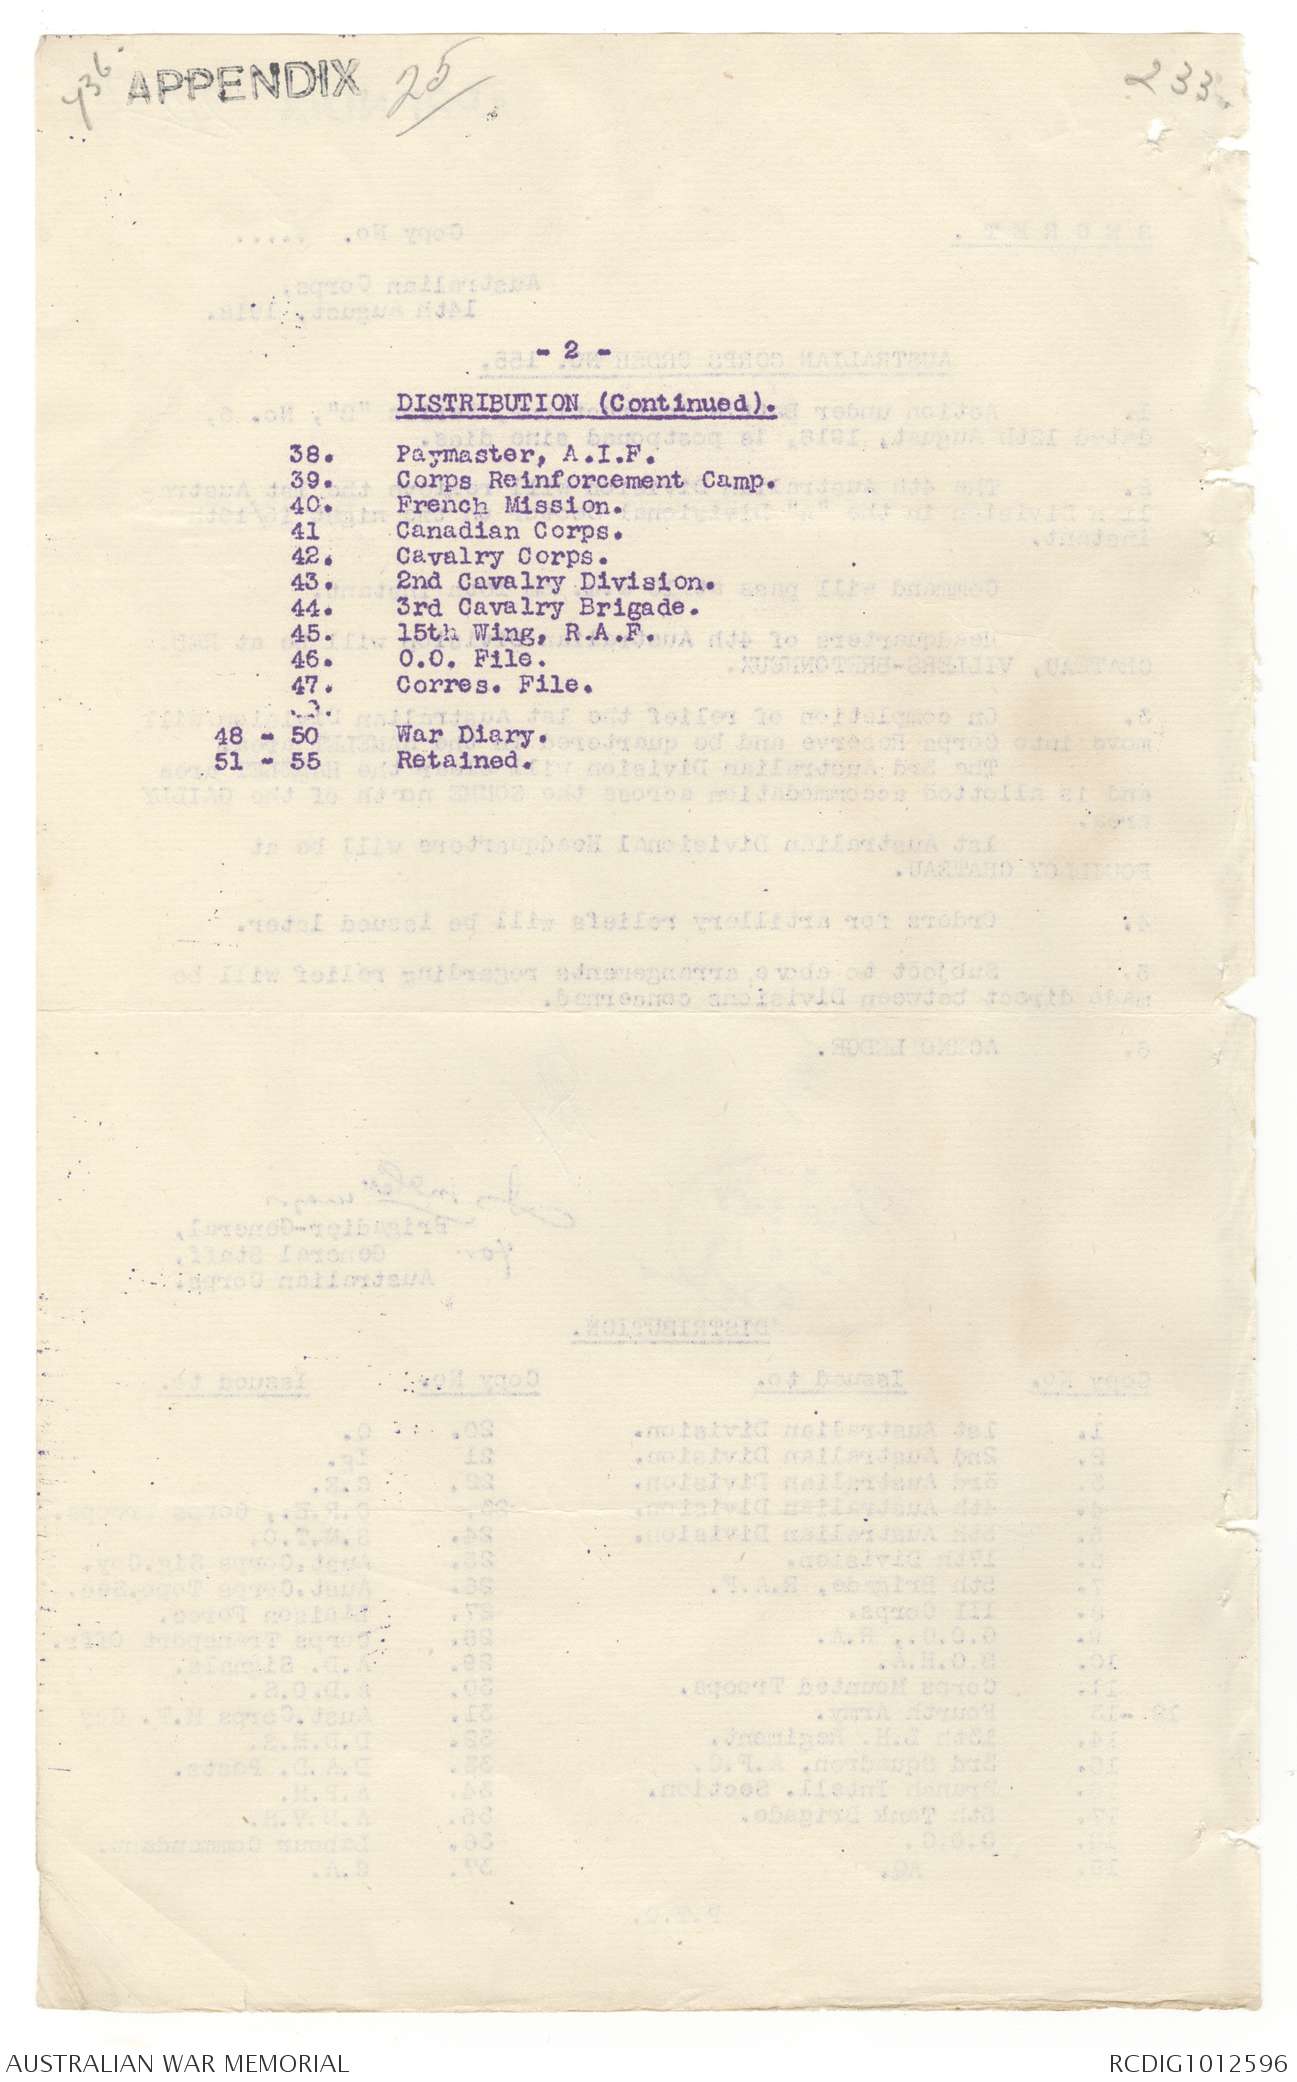 APPENDIX 25
233.
- 2 -
DISTRIBUTION (Continued).
38. Paymaster, A.I.F.
39. Corps Reinforcement Camp.
40. French Mission.
41 Canadian Corps.
42. Cavalry Corps.
43. 2nd Cavalry Division.
44. 3rd Cavalry Brigade.
45. 15th Wing, R.A.F.
46. O.O. File.
47. Corres. File.
48 - 50 War Diary.
51 - 55 Retained.
AUSTRALIAN WAR MEMORIAL
RCDIG1012596